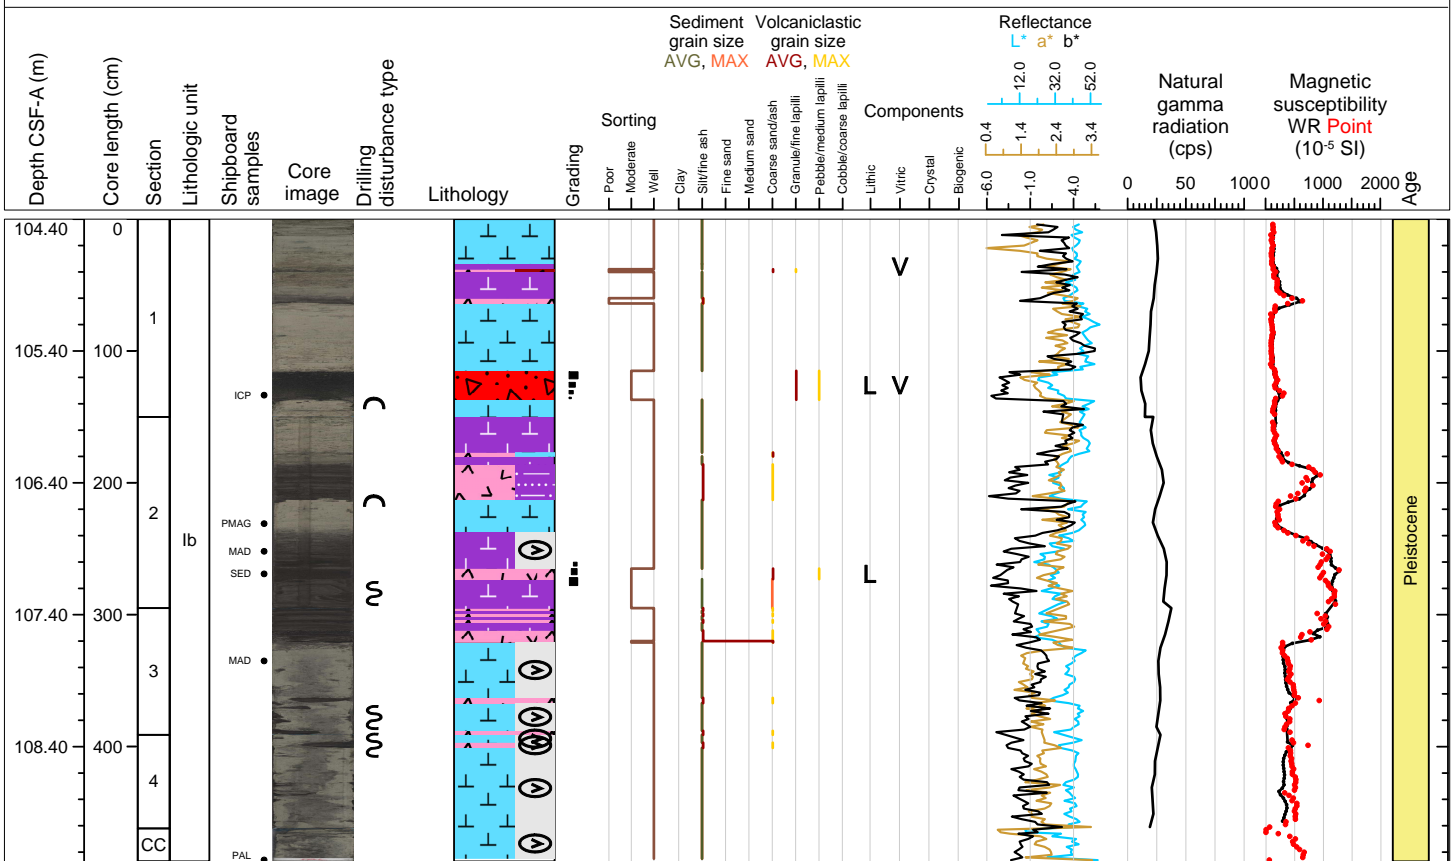 Depth CSF-A (m)
Core length (cm)
Section
Lithologic unit
Shipboard
samples
Core
image
Drilling
disturbance type
Lithology
Grading
Sorting
Poor
Moderate
Well
Sediment
grain size
AVG, MAX
Volcaniclastic
grain size
AVG, MAX
Clay
Silt/fine ash
Fine sand
Medium sand
Coarse sand/ash
Granule/fine lapilli
Pebble/medium lapilli
Cobble/coarse lapilli
Components
Lithic
Vitric
Crystal
Biogenic
Reflectance
L* a* b*
12.0 32.0 52.0
0.4 1.4 2.4 3.4
-6.0 -1.0 4.0
Natural
gamma
radiation
(cps)
0 50 100
Magnetic
susceptibility
WR Point
(10⁻⁵ SI)
0 1000 2000
Age
104.40
105.40
106.40
107.40
108.40
0
100
200
300
400
1
2
3
4
CC
Ib
ICP
PMAG
MAD
SED
MAD
PAL
V
L V
L
Pleistocene